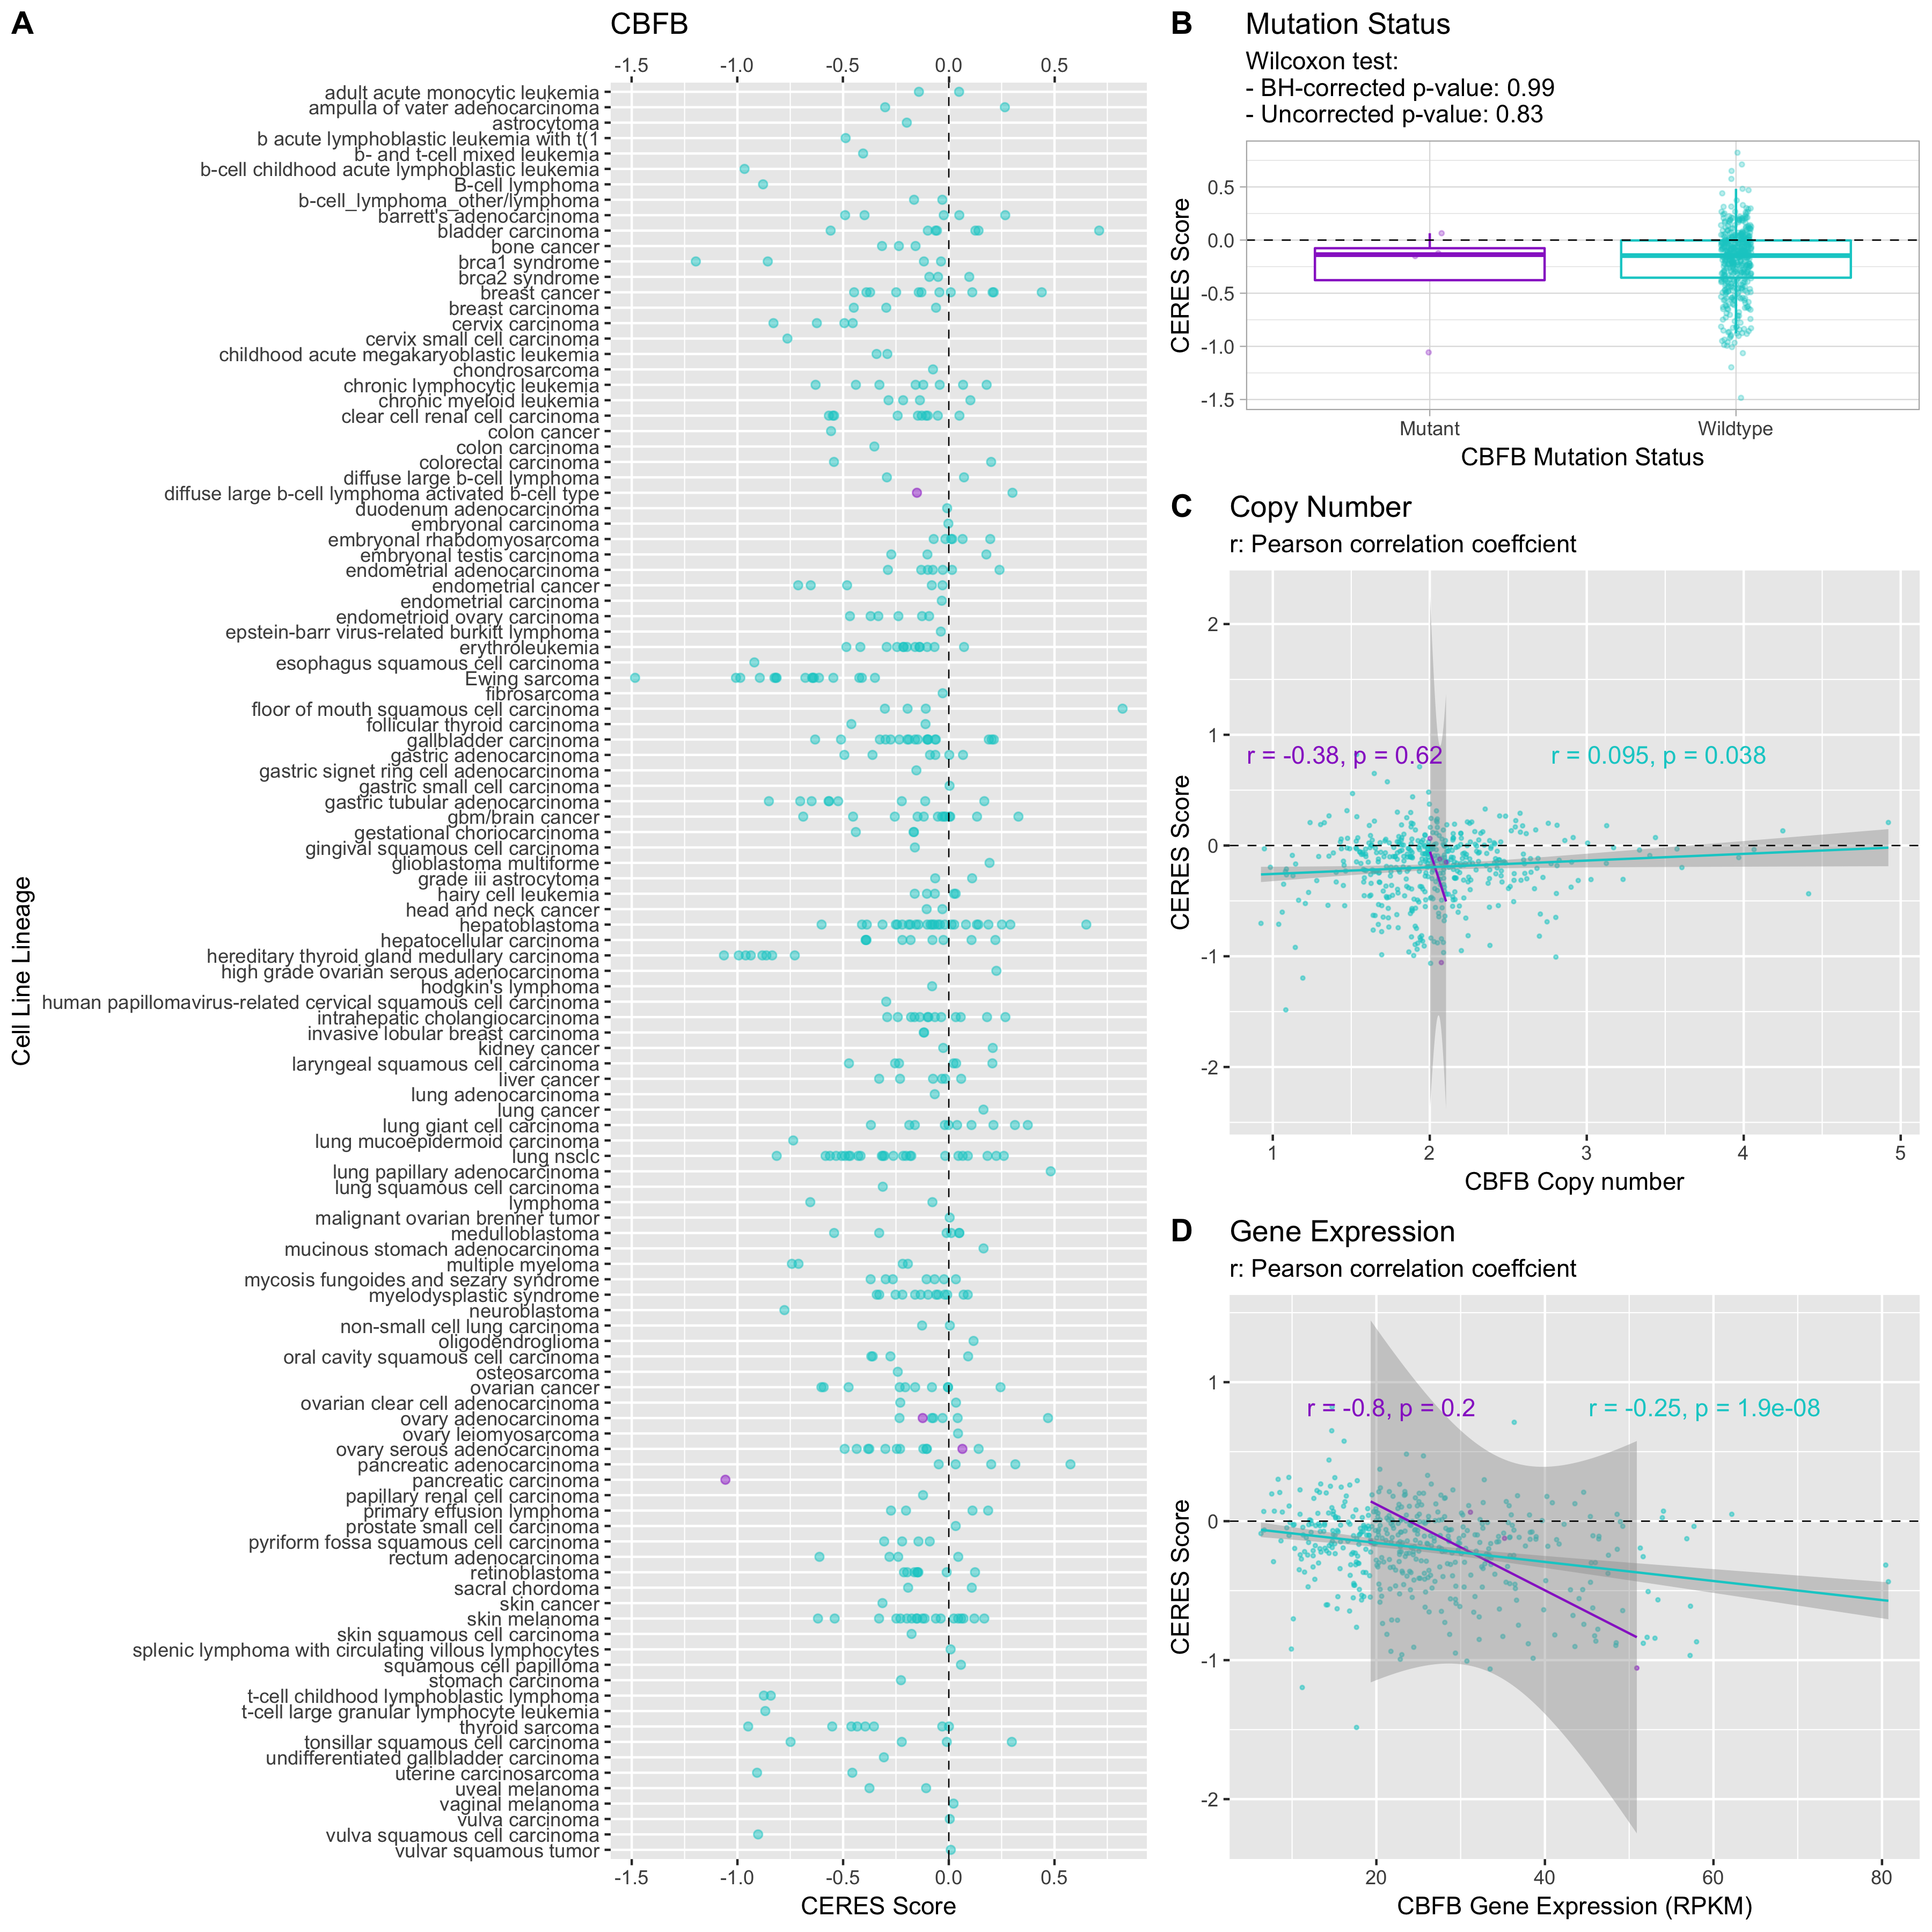 A
CBFB
-1.5 -1.0 -0.5 0.0 0.5
Cell Line Lineage
adult acute monocytic leukemia
ampulla of vater adenocarcinoma
astrocytoma
b acute lymphoblastic leukemia with t(1
b- and t-cell mixed leukemia
b-cell childhood acute lymphoblastic leukemia
B-cell lymphoma
b-cell_lymphoma_other/lymphoma
barrett's adenocarcinoma
bladder carcinoma
bone cancer
brca1 syndrome
brca2 syndrome
breast cancer
breast carcinoma
cervix carcinoma
cervix small cell carcinoma
childhood acute megakaryoblastic leukemia
chondrosarcoma
chronic lymphocytic leukemia
chronic myeloid leukemia
clear cell renal cell carcinoma
colon cancer
colon carcinoma
colorectal carcinoma
diffuse large b-cell lymphoma
diffuse large b-cell lymphoma activated b-cell type
duodenum adenocarcinoma
embryonal carcinoma
embryonal rhabdomyosarcoma
embryonal testis carcinoma
endometrial adenocarcinoma
endometrial cancer
endometrial carcinoma
endometrioid ovary carcinoma
epstein-barr virus-related burkitt lymphoma
erythroleukemia
esophagus squamous cell carcinoma
Ewing sarcoma
fibrosarcoma
floor of mouth squamous cell carcinoma
follicular thyroid carcinoma
gallbladder carcinoma
gastric adenocarcinoma
gastric signet ring cell adenocarcinoma
gastric small cell carcinoma
gastric tubular adenocarcinoma
gbm/brain cancer
gestational choriocarcinoma
gingival squamous cell carcinoma
glioblastoma multiforme
grade iii astrocytoma
hairy cell leukemia
head and neck cancer
hepatoblastoma
hepatocellular carcinoma
hereditary thyroid gland medullary carcinoma
high grade ovarian serous adenocarcinoma
hodgkin's lymphoma
human papillomavirus-related cervical squamous cell carcinoma
intrahepatic cholangiocarcinoma
invasive lobular breast carcinoma
kidney cancer
laryngeal squamous cell carcinoma
liver cancer
lung adenocarcinoma
lung cancer
lung giant cell carcinoma
lung mucoepidermoid carcinoma
lung nsclc
lung papillary adenocarcinoma
lung squamous cell carcinoma
lymphoma
malignant ovarian brenner tumor
medulloblastoma
mucinous stomach adenocarcinoma
multiple myeloma
mycosis fungoides and sezary syndrome
myelodysplastic syndrome
neuroblastoma
non-small cell lung carcinoma
oligodendroglioma
oral cavity squamous cell carcinoma
osteosarcoma
ovarian cancer
ovarian clear cell adenocarcinoma
ovary adenocarcinoma
ovary leiomyosarcoma
ovary serous adenocarcinoma
pancreatic adenocarcinoma
pancreatic carcinoma
papillary renal cell carcinoma
primary effusion lymphoma
prostate small cell carcinoma
pyriform fossa squamous cell carcinoma
rectum adenocarcinoma
retinoblastoma
sacral chordoma
skin cancer
skin melanoma
skin squamous cell carcinoma
splenic lymphoma with circulating villous lymphocytes
squamous cell papilloma
stomach carcinoma
t-cell childhood lymphoblastic lymphoma
t-cell large granular lymphocyte leukemia
thyroid sarcoma
tonsillar squamous cell carcinoma
undifferentiated gallbladder carcinoma
uterine carcinosarcoma
uveal melanoma
vaginal melanoma
vulva carcinoma
vulva squamous cell carcinoma
vulvar squamous tumor
-1.5 -1.0 -0.5 0.0 0.5
CERES Score
B
Mutation Status
Wilcoxon test:
- BH-corrected p-value: 0.99
- Uncorrected p-value: 0.83
CERES Score
0.5
0.0
-0.5
-1.0
-1.5
Mutant Wildtype
CBFB Mutation Status
C
Copy Number
r: Pearson correlation coeffcient
CERES Score
2
1
r = -0.38, p = 0.62 r = 0.095, p = 0.038
0
-1
-2
1 2 3 4 5
CBFB Copy number
D
Gene Expression
r: Pearson correlation coeffcient
CERES Score
1
r = -0.8, p = 0.2 r = -0.25, p = 1.9e-08
0
-1
-2
20 40 60 80
CBFB Gene Expression (RPKM)